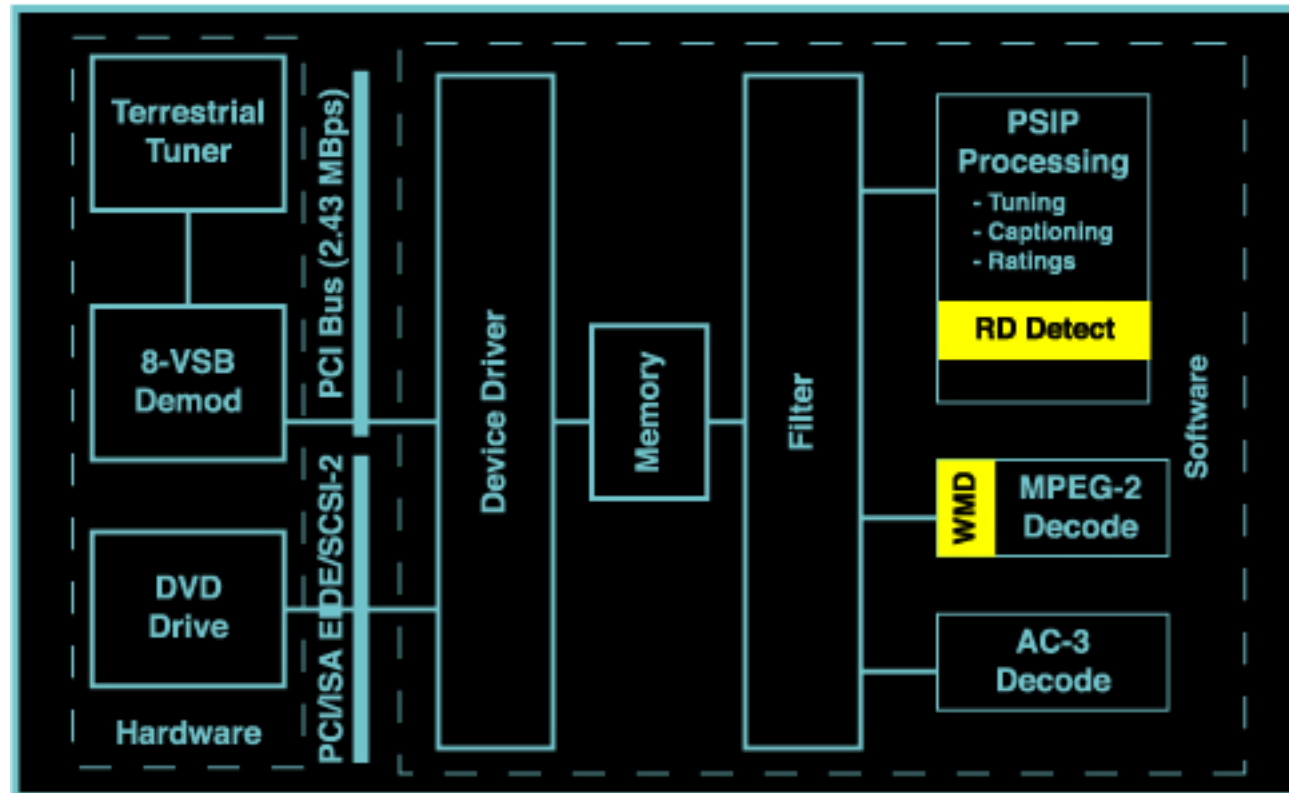 Terrestrial
Tuner
8-VSB
Demod
DVD
Drive
Hardware
PCI Bus (2.43 MBps)
PCI/ISA EIDE/SCSI-2
Device Driver
Memory
Filter
PSIP
Processing
- Tuning
- Captioning
- Ratings
RD Detect
WMD
MPEG-2
Decode
AC-3
Decode
Software